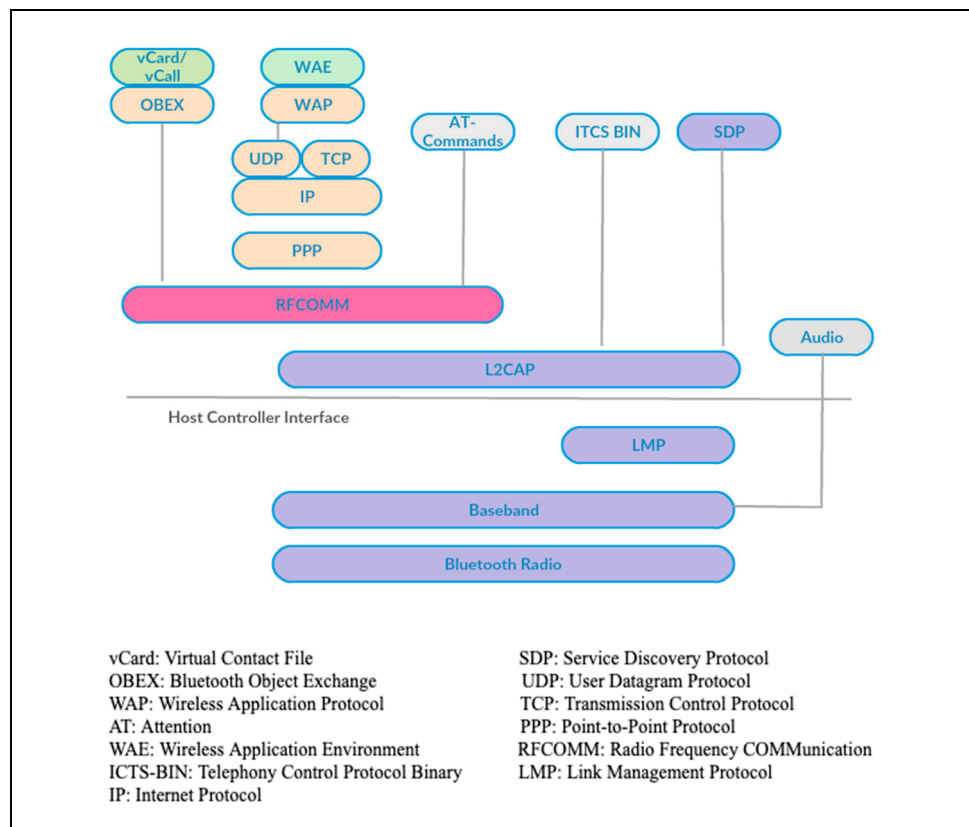 vCard/
vCall
WAE
OBEX
WAP
AT-
Commands
ITCS BIN
SDP
UDP
TCP
IP
PPP
RFCOMM
Audio
L2CAP
Host Controller Interface
LMP
Baseband
Bluetooth Radio
vCard: Virtual Contact File
OBEX: Bluetooth Object Exchange
WAP: Wireless Application Protocol
AT: Attention
WAE: Wireless Application Environment
ICTS-BIN: Telephony Control Protocol Binary
IP: Internet Protocol
SDP: Service Discovery Protocol
UDP: User Datagram Protocol
TCP: Transmission Control Protocol
PPP: Point-to-Point Protocol
RFCOMM: Radio Frequency COMMunication
LMP: Link Management Protocol